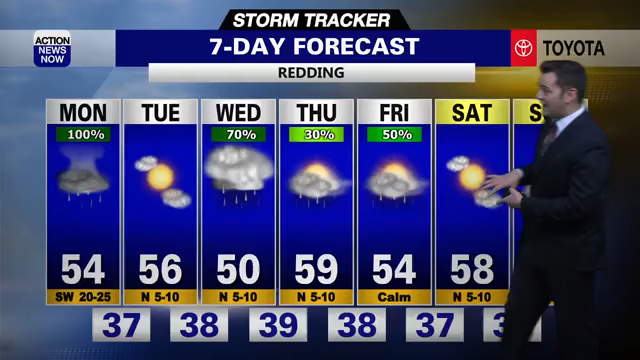 STORM TRACKER
ACTION
NEWS
NOW
7-DAY FORECAST
TOYOTA
REDDING
MON TUE WED THU FRI SAT S
100% 70% 30% 50%
54 56 50 59 54 58
SW 20-25 N 5-10 N 5-10 N 5-10 Calm N 5-10
37 38 39 38 37 3